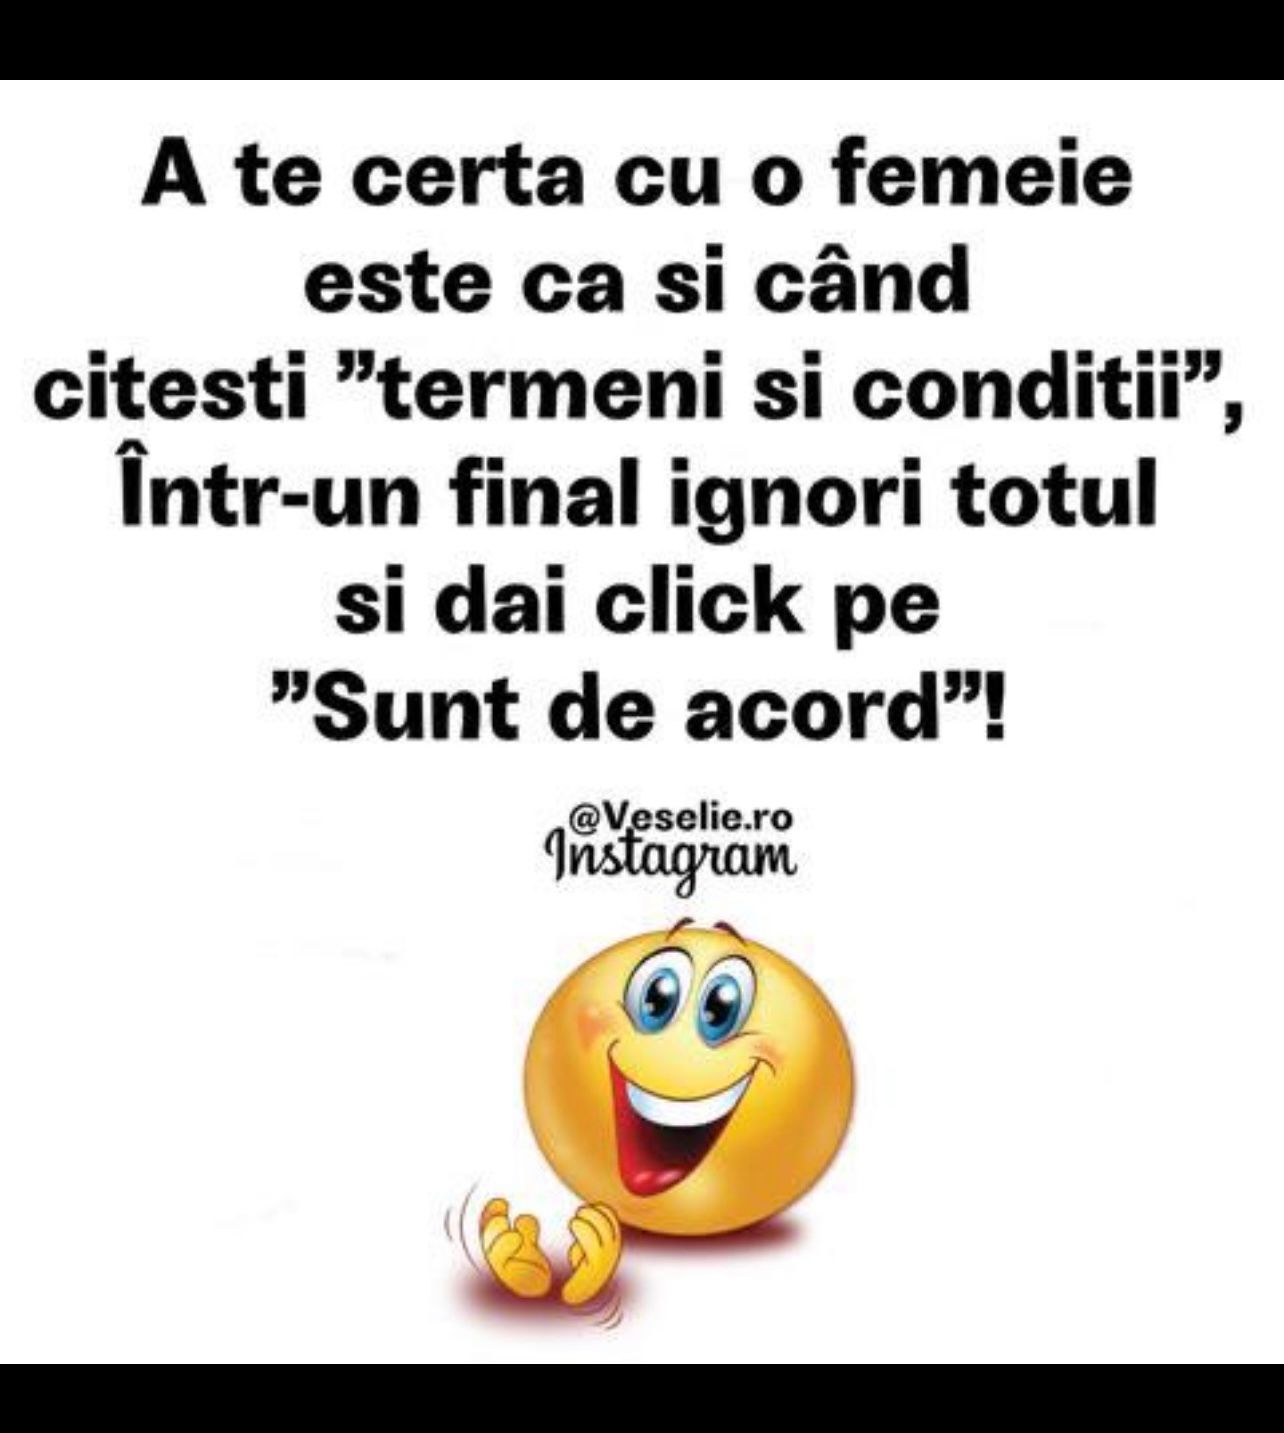 A te certa cu o femeie
este ca si când
citesti ”termeni si conditii”,
Într-un final ignori totul
si dai click pe
”Sunt de acord”!
@Veselie.ro
Instagram